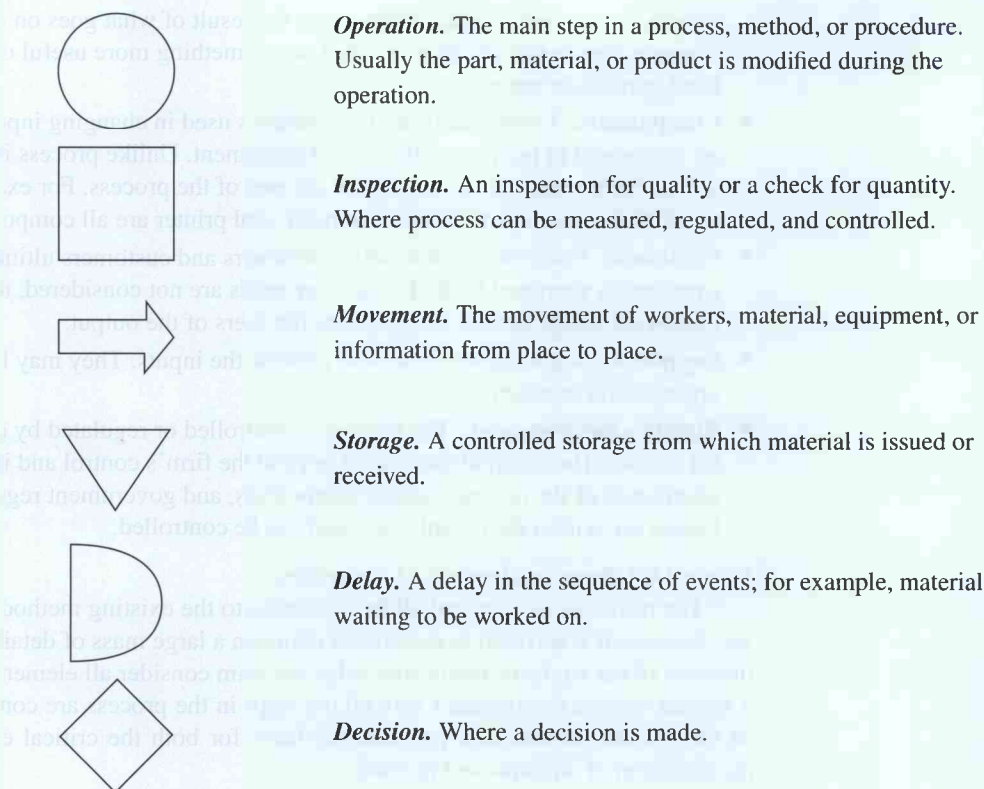 Operation. The main step in a process, method, or procedure.
Usually the part, material, or product is modified during the
operation.
Inspection. An inspection for quality or a check for quantity.
Where process can be measured, regulated, and controlled.
Movement. The movement of workers, material, equipment, or
information from place to place.
Storage. A controlled storage from which material is issued or
received.
Delay. A delay in the sequence of events; for example, material
waiting to be worked on.
Decision. Where a decision is made.